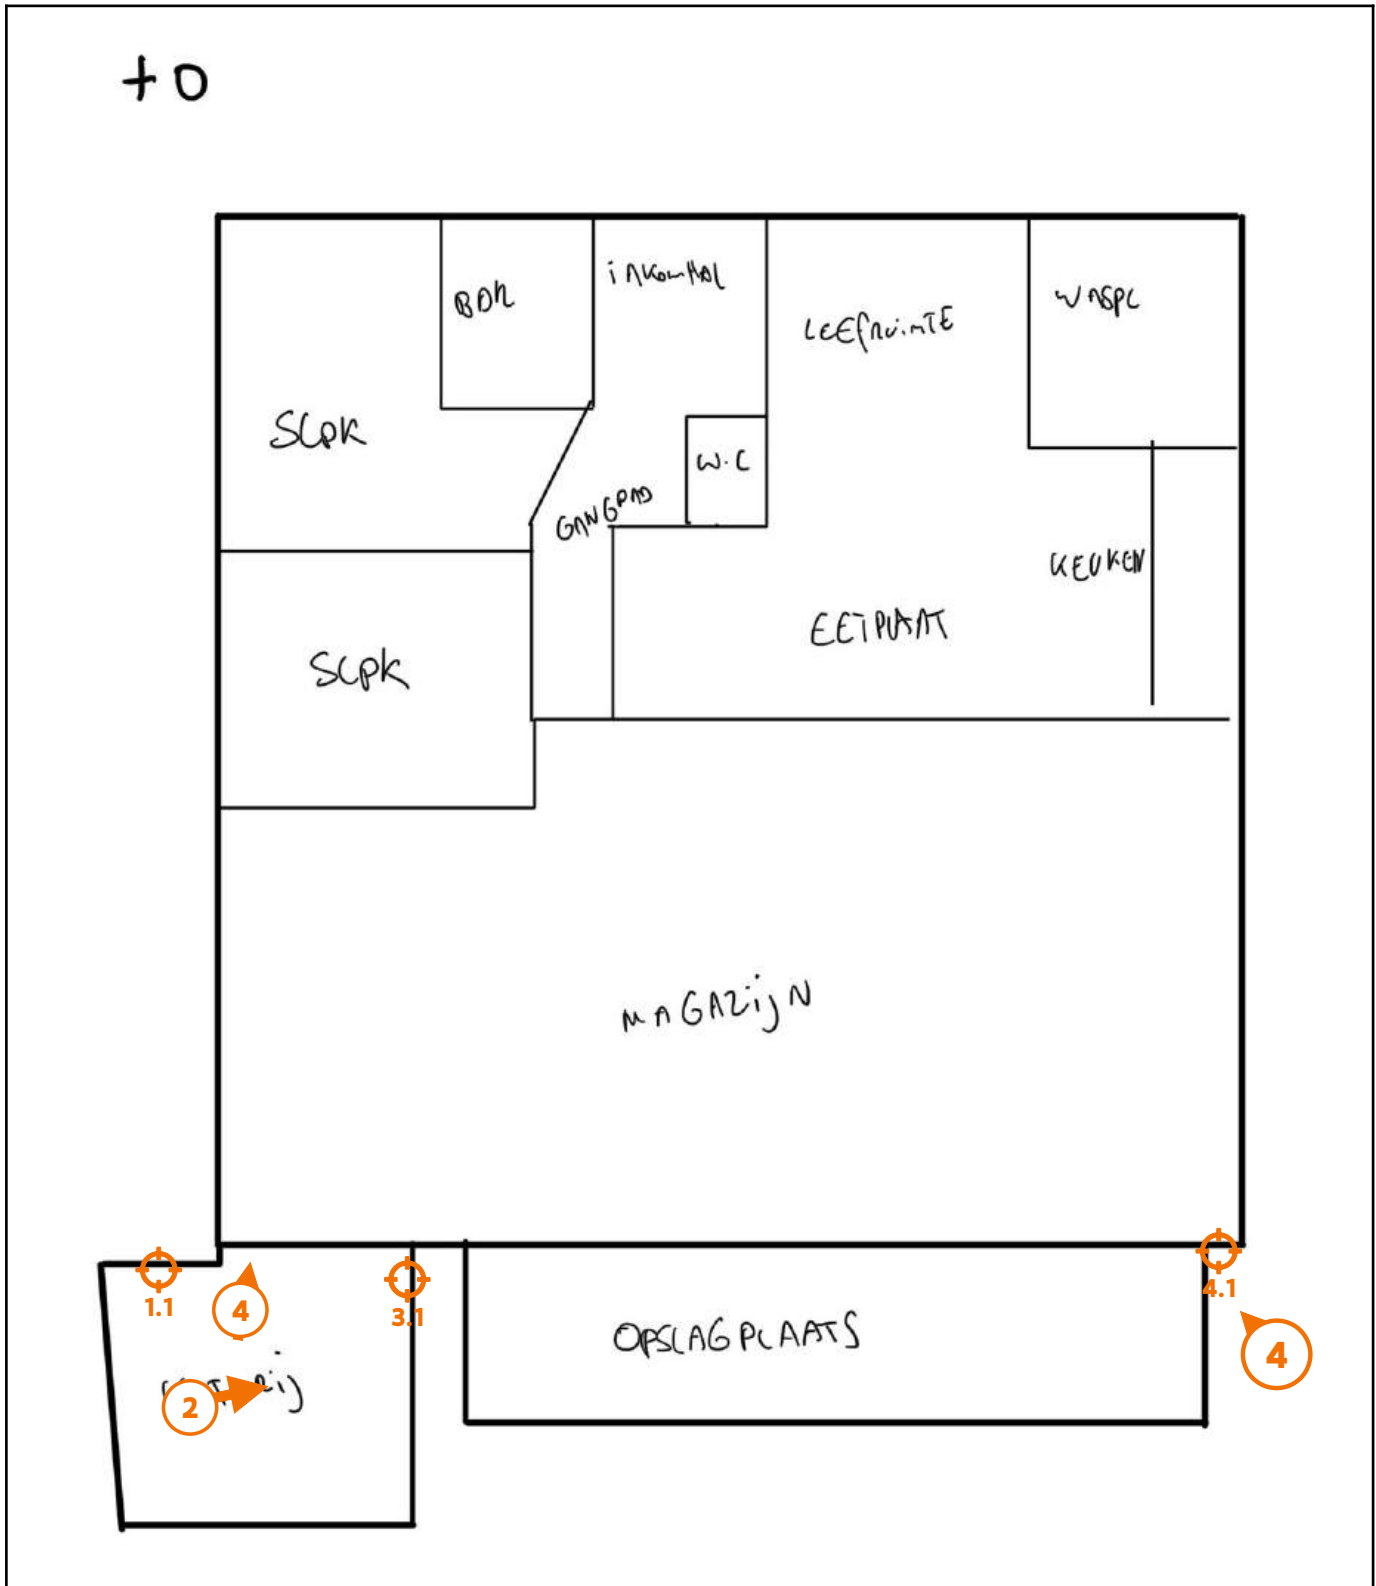 +0
BDK
inkomHAL
LEEfRuimTE
WASPL
SLpK
W.C
GANGPAD
KEUKEN
EETPLAAT
SLpK
MAGAZijN
1.1
4
3.1
4.1
OPSLAGPLAATS
4
2